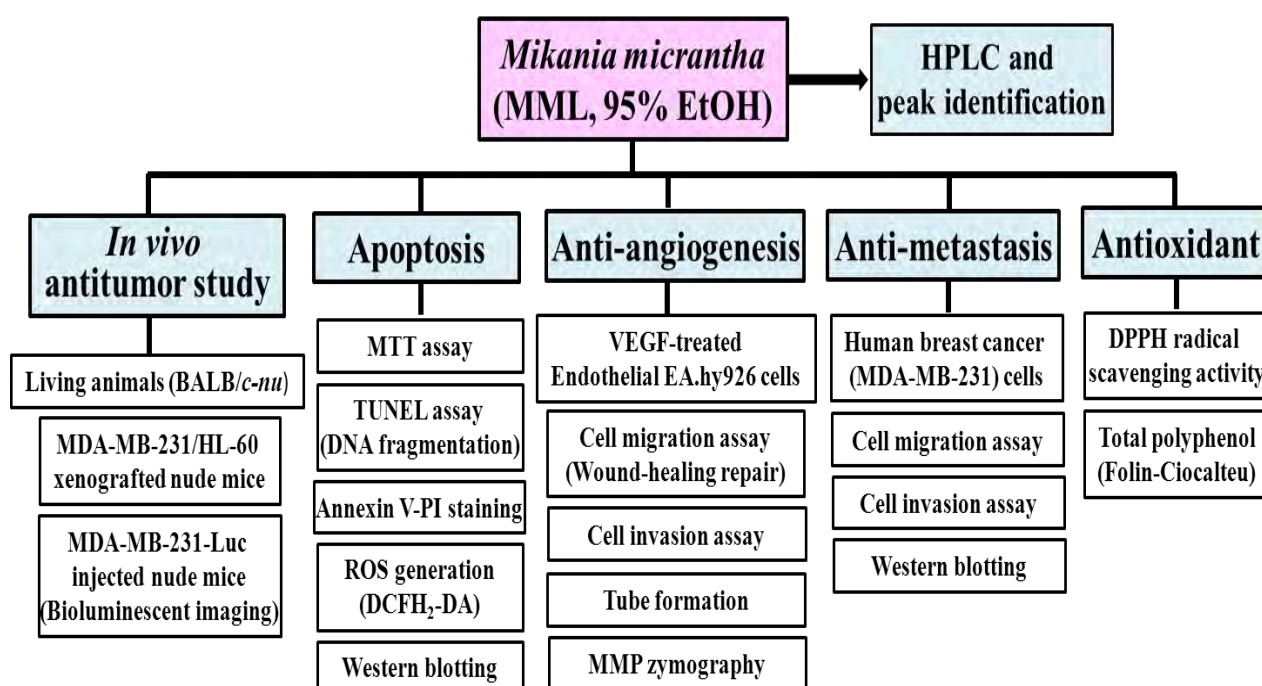 Mikania micrantha
(MML, 95% EtOH)
HPLC and
peak identification
In vivo
antitumor study
Living animals (BALB/c-nu)
MDA-MB-231/HL-60
xenografted nude mice
MDA-MB-231-Luc
injected nude mice
(Bioluminescent imaging)
Apoptosis
MTT assay
TUNEL assay
(DNA fragmentation)
Annexin V-PI staining
ROS generation
(DCFH₂-DA)
Western blotting
Anti-angiogenesis
VEGF-treated
Endothelial EA.hy926 cells
Cell migration assay
(Wound-healing repair)
Cell invasion assay
Tube formation
MMP zymography
Anti-metastasis
Human breast cancer
(MDA-MB-231) cells
Cell migration assay
Cell invasion assay
Western blotting
Antioxidant
DPPH radical
scavenging activity
Total polyphenol
(Folin-Ciocalteu)